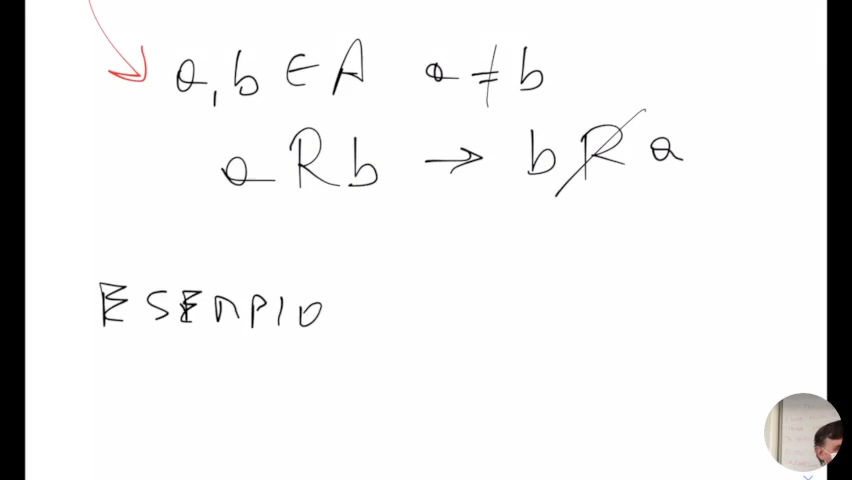 a, b ∈ A a ≠ b
a R b → b R̸ a
ESEMPIO